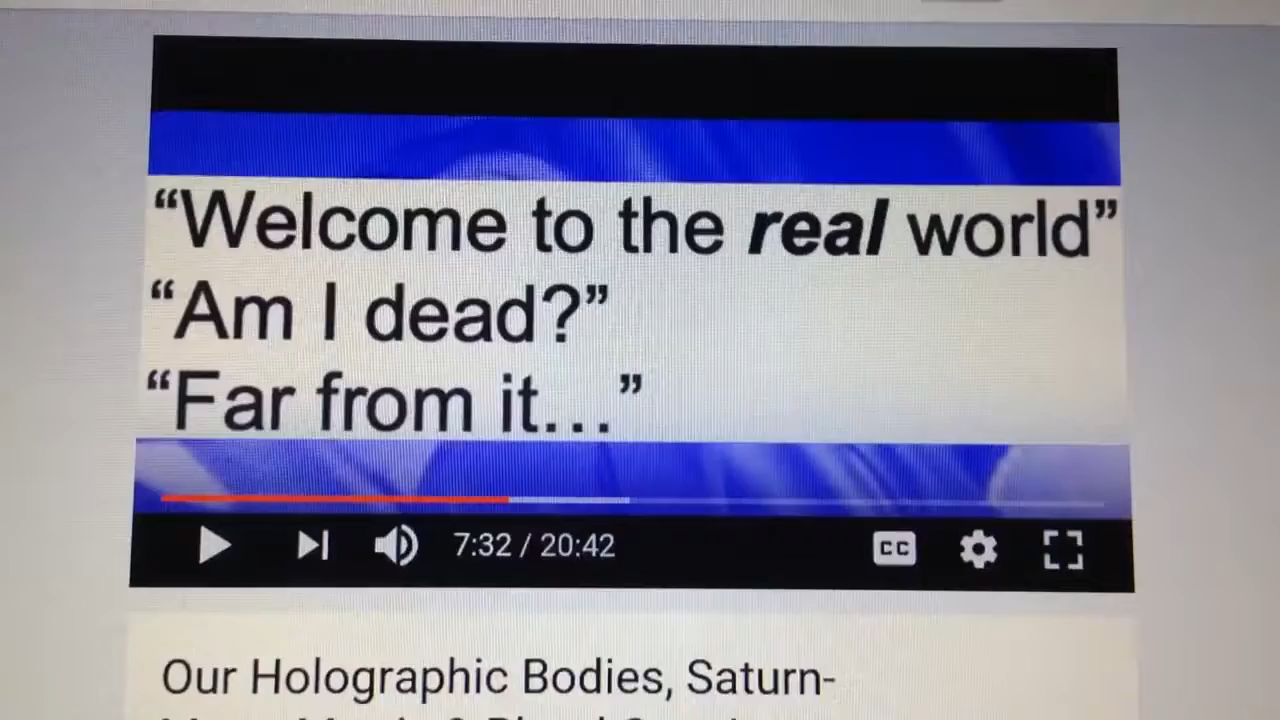 “Welcome to the real world”
“Am I dead?”
“Far from it...”
7:32 / 20:42
CC
Our Holographic Bodies, Saturn-